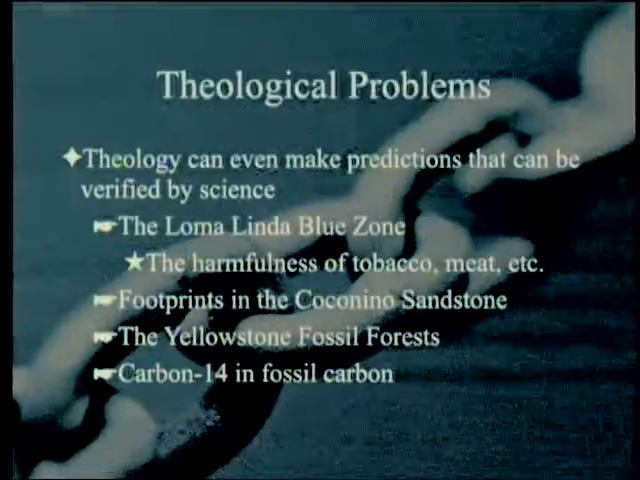 Theological Problems
Theology can even make predictions that can be
verified by science
The Loma Linda Blue Zone
The harmfulness of tobacco, meat, etc.
Footprints in the Coconino Sandstone
The Yellowstone Fossil Forests
Carbon-14 in fossil carbon